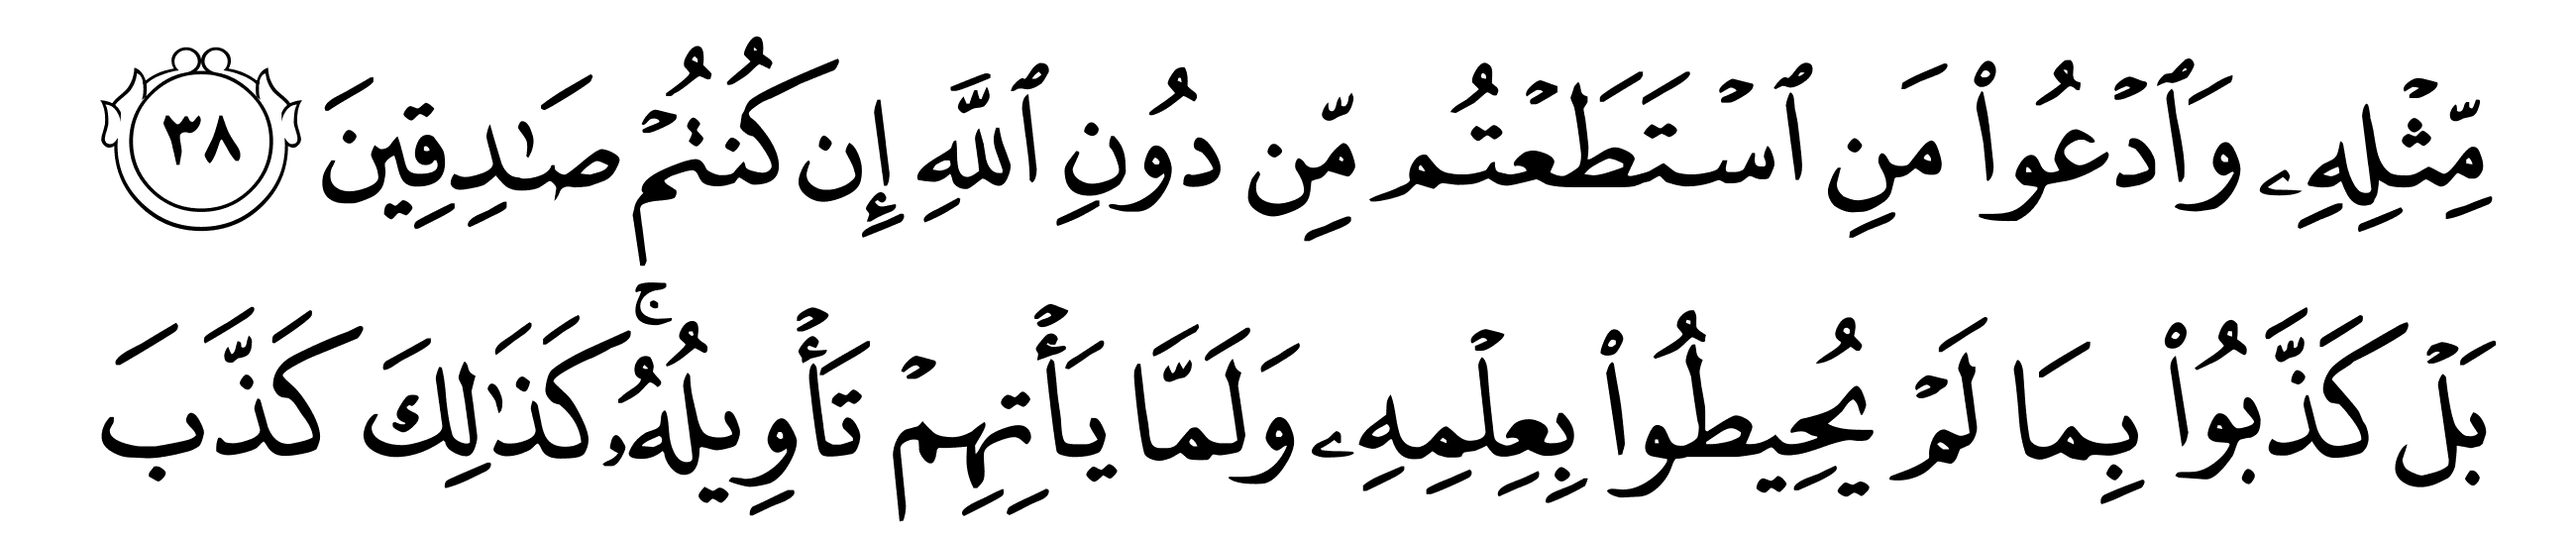 مِّثۡلِهِۦ وَٱدۡعُواْ مَنِ ٱسۡتَطَعۡتُم مِّن دُونِ ٱللَّهِ إِن كُنتُمۡ صَٰدِقِينَ ٣٨
بَلۡ كَذَّبُواْ بِمَا لَمۡ يُحِيطُواْ بِعِلۡمِهِۦ وَلَمَّا يَأۡتِهِمۡ تَأۡوِيلُهُۥۚ كَذَٰلِكَ كَذَّبَ